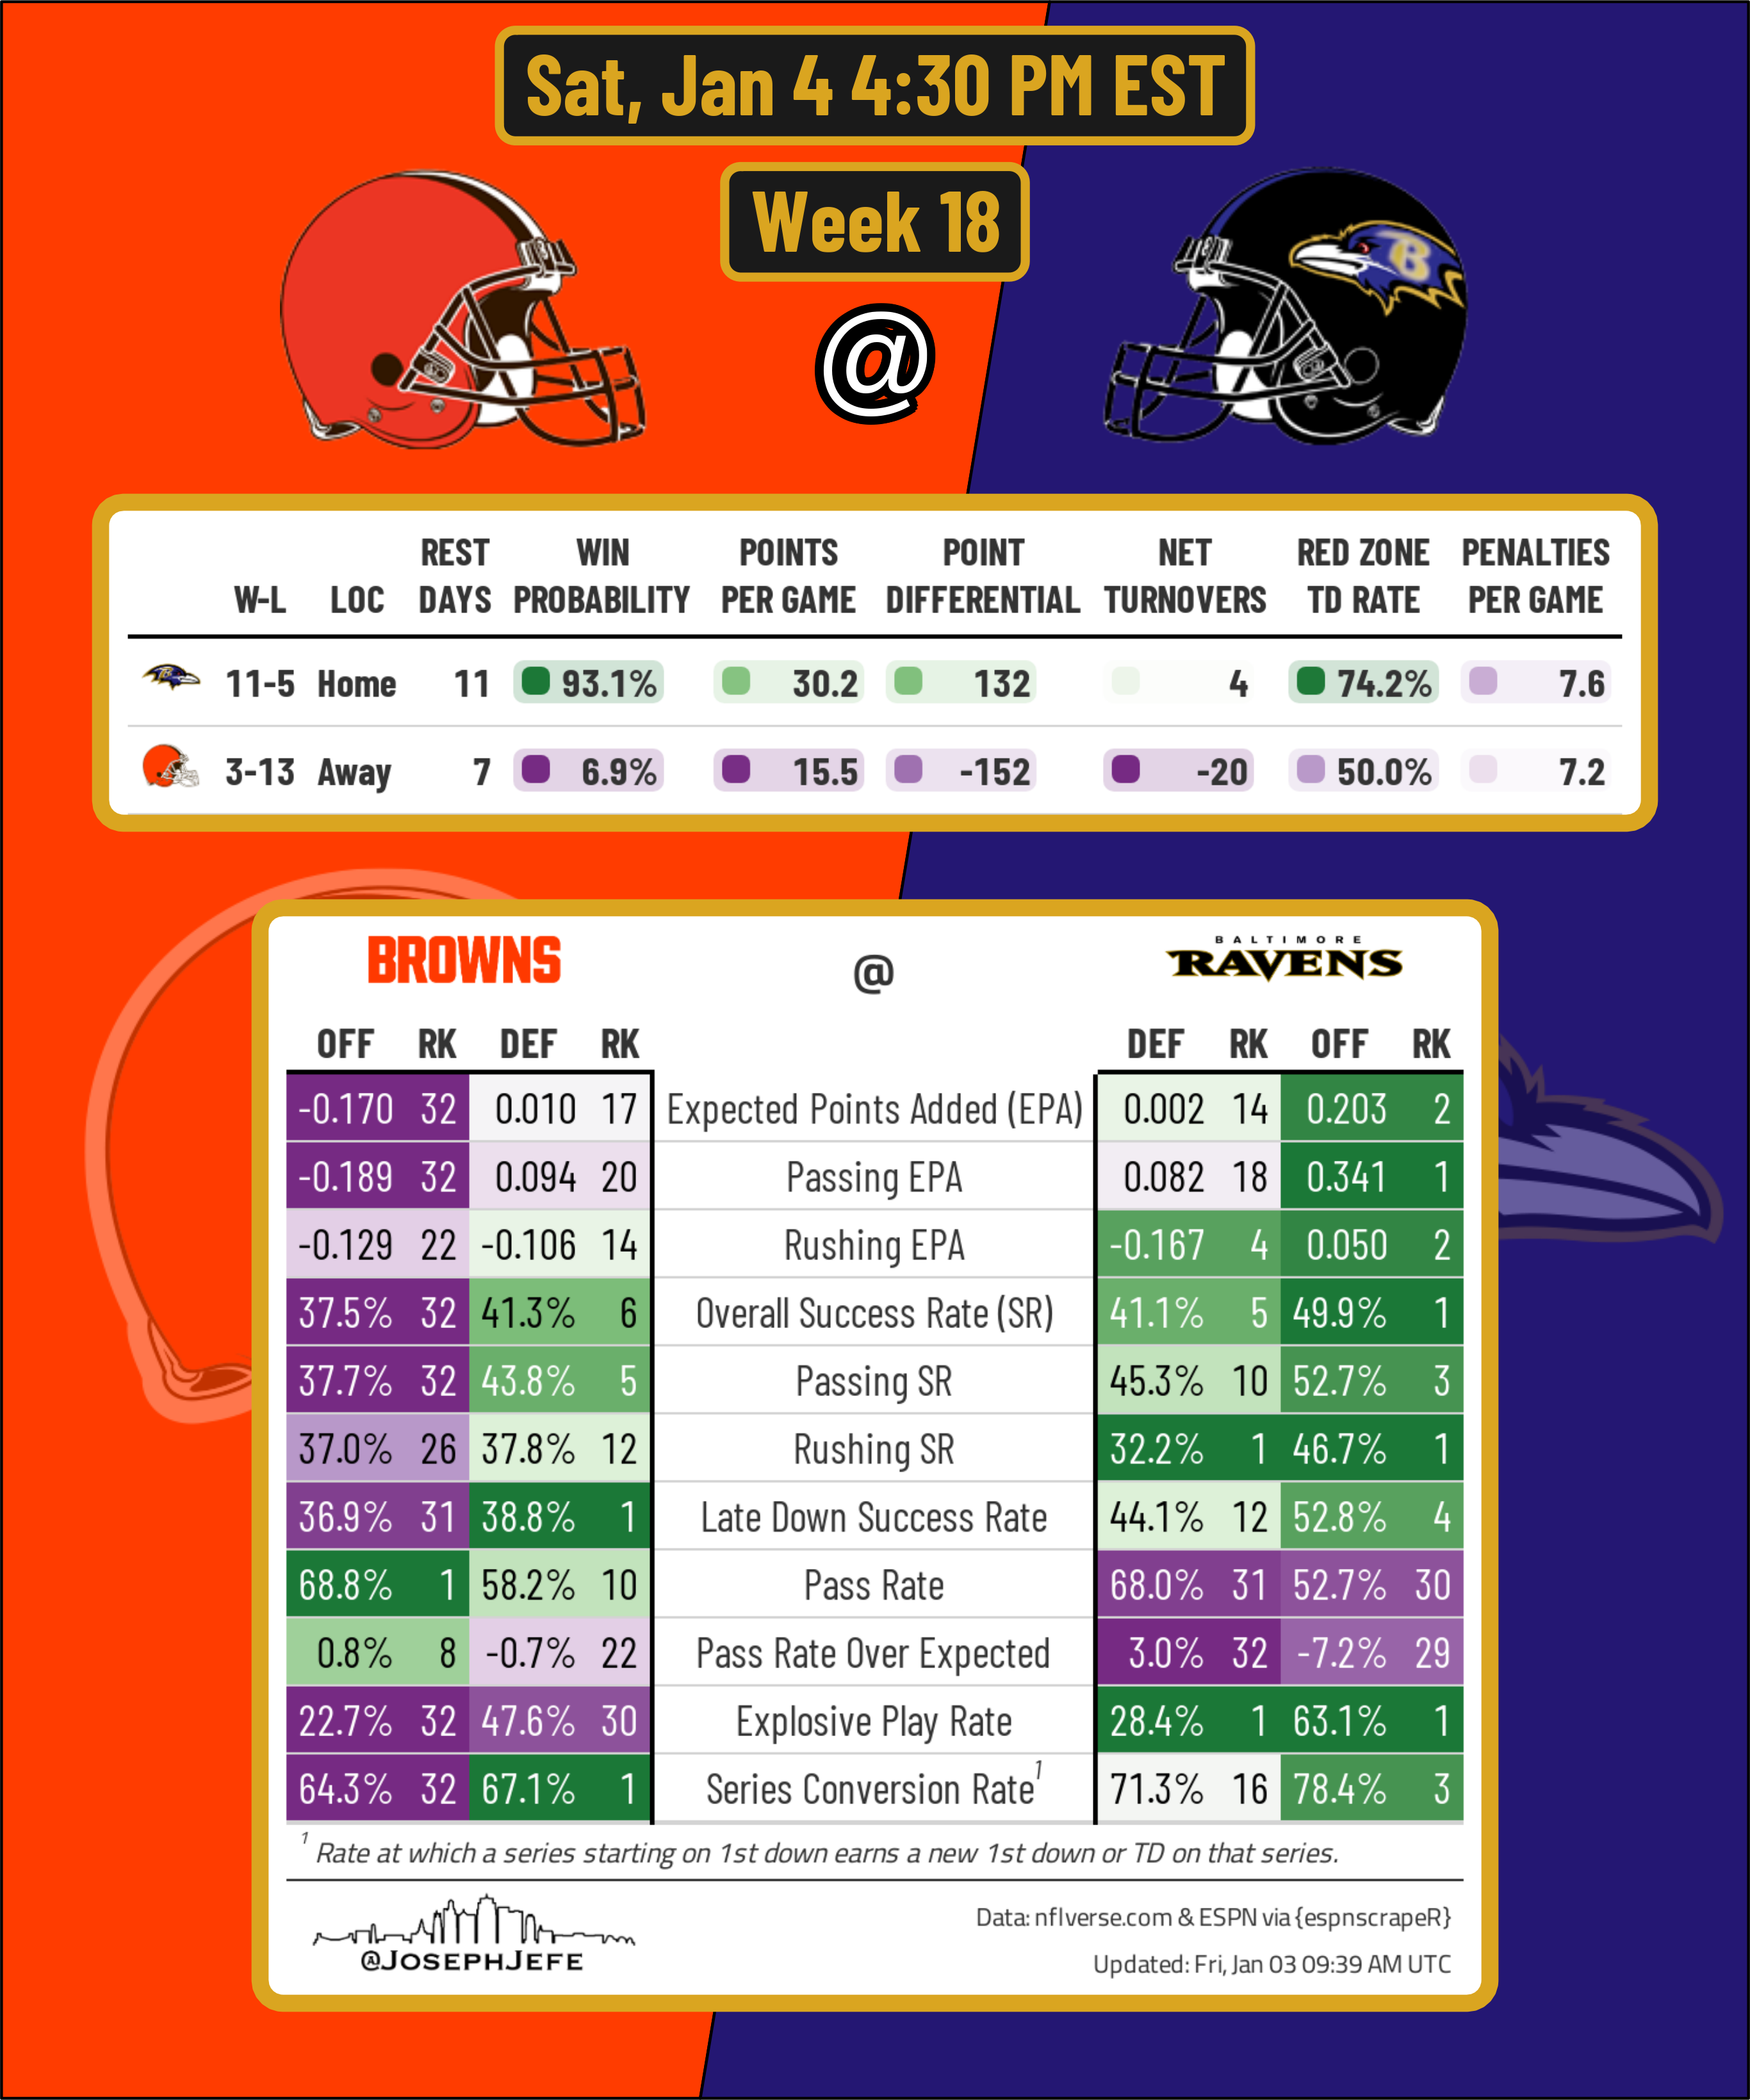 Sat, Jan 4 4:30 PM EST
Week 18
@
B
REST WIN POINTS POINT NET RED ZONE PENALTIES
W-L LOC DAYS PROBABILITY PER GAME DIFFERENTIAL TURNOVERS TD RATE PER GAME
11-5 Home 11 93.1% 30.2 132 4 74.2% 7.6
3-13 Away 7 6.9% 15.5 -152 -20 50.0% 7.2
BROWNS @ BALTIMORE RAVENS
OFF RK DEF RK DEF RK OFF RK
-0.170 32 0.010 17 Expected Points Added (EPA) 0.002 14 0.203 2
-0.189 32 0.094 20 Passing EPA 0.082 18 0.341 1
-0.129 22 -0.106 14 Rushing EPA -0.167 4 0.050 2
37.5% 32 41.3% 6 Overall Success Rate (SR) 41.1% 5 49.9% 1
37.7% 32 43.8% 5 Passing SR 45.3% 10 52.7% 3
37.0% 26 37.8% 12 Rushing SR 32.2% 1 46.7% 1
36.9% 31 38.8% 1 Late Down Success Rate 44.1% 12 52.8% 4
68.8% 1 58.2% 10 Pass Rate 68.0% 31 52.7% 30
0.8% 8 -0.7% 22 Pass Rate Over Expected 3.0% 32 -7.2% 29
22.7% 32 47.6% 30 Explosive Play Rate 28.4% 1 63.1% 1
64.3% 32 67.1% 1 Series Conversion Rate¹ 71.3% 16 78.4% 3
¹ Rate at which a series starting on 1st down earns a new 1st down or TD on that series.
@JOSEPHJEFE
Data: nflverse.com & ESPN via {espnscrapeR}
Updated: Fri, Jan 03 09:39 AM UTC